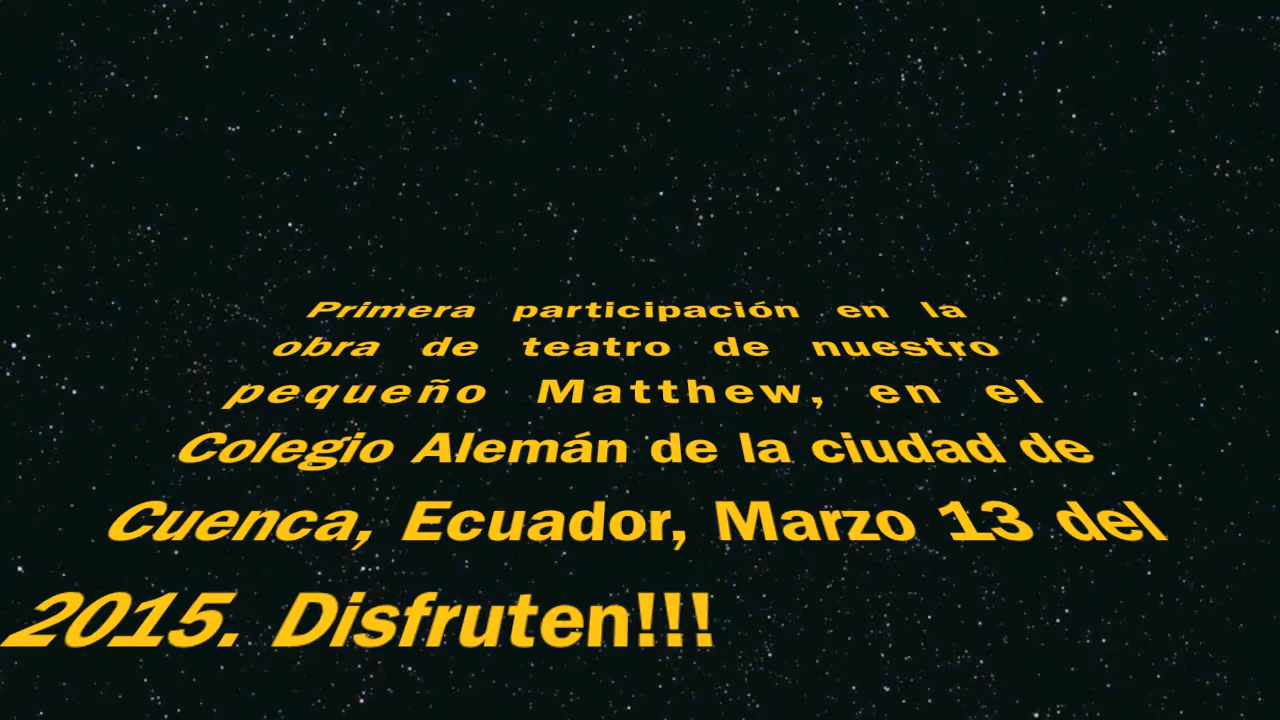 Primera participación en la
obra de teatro de nuestro
pequeño Matthew, en el
Colegio Alemán de la ciudad de
Cuenca, Ecuador, Marzo 13 del
2015. Disfruten!!!